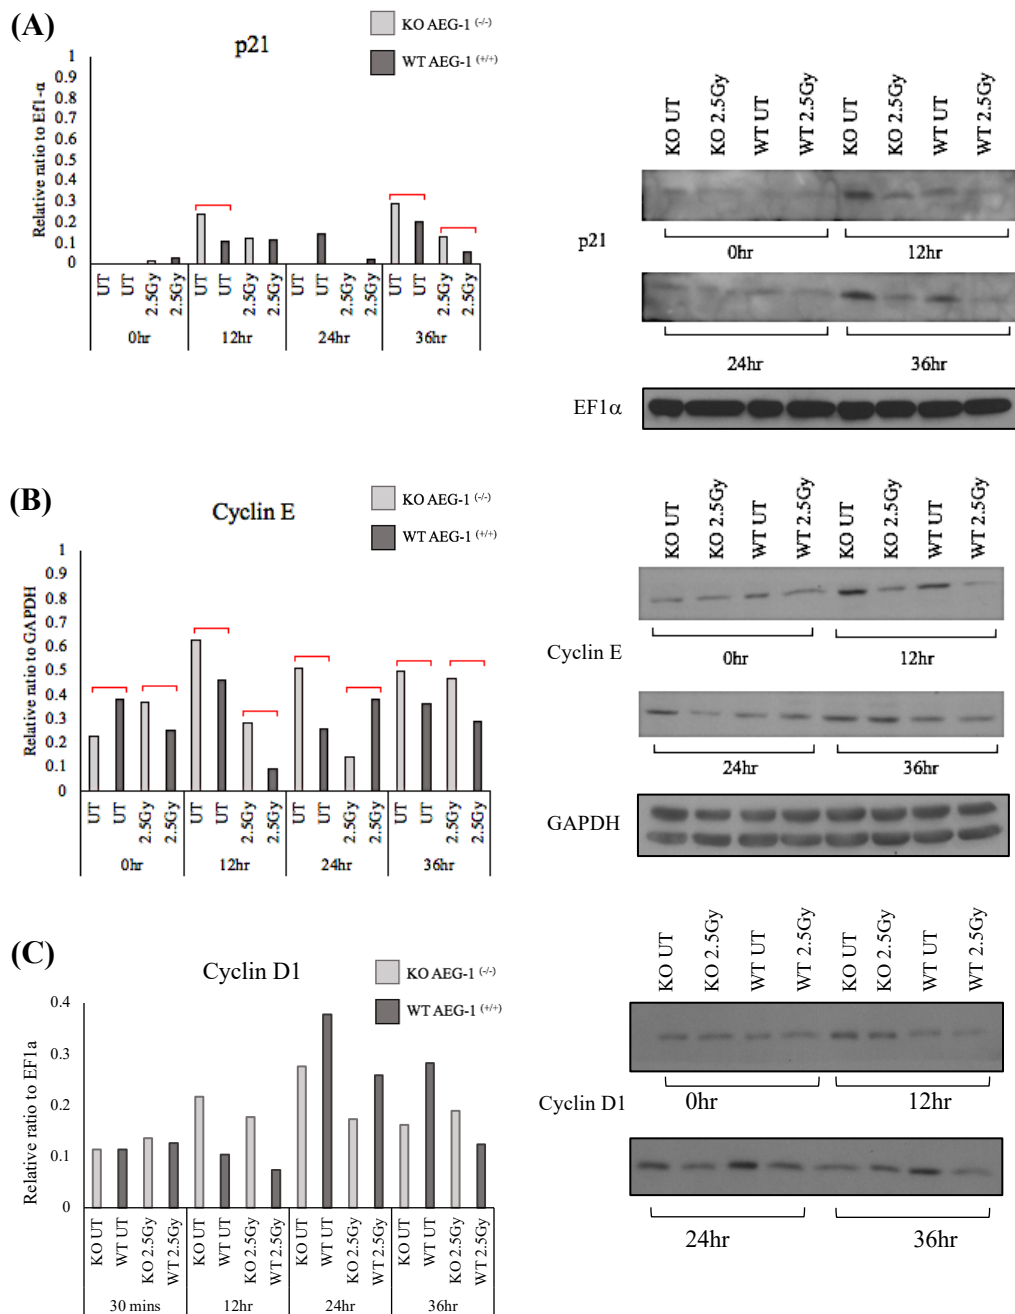 (A)
p21
KO AEG-1 (-/-)
WT AEG-1 (+/+)
Relative ratio to Ef1-α
1
0.9
0.8
0.7
0.6
0.5
0.4
0.3
0.2
0.1
0
UT UT 2.5Gy 2.5Gy UT UT 2.5Gy 2.5Gy UT UT 2.5Gy 2.5Gy UT UT 2.5Gy 2.5Gy
0hr 12hr 24hr 36hr
KO UT KO 2.5Gy WT UT WT 2.5Gy KO UT KO 2.5Gy WT UT WT 2.5Gy
p21
0hr 12hr
24hr 36hr
EF1α
(B)
Cyclin E
KO AEG-1 (-/-)
WT AEG-1 (+/+)
Relative ratio to GAPDH
1
0.9
0.8
0.7
0.6
0.5
0.4
0.3
0.2
0.1
0
UT UT 2.5Gy 2.5Gy UT UT 2.5Gy 2.5Gy UT UT 2.5Gy 2.5Gy UT UT 2.5Gy 2.5Gy
0hr 12hr 24hr 36hr
KO UT KO 2.5Gy WT UT WT 2.5Gy KO UT KO 2.5Gy WT UT WT 2.5Gy
Cyclin E
0hr 12hr
24hr 36hr
GAPDH
(C)
Cyclin D1
KO AEG-1 (-/-)
WT AEG-1 (+/+)
Relative ratio to EF1a
0.4
0.3
0.2
0.1
0
KO UT WT UT KO 2.5Gy WT 2.5Gy KO UT WT UT KO 2.5Gy WT 2.5Gy KO UT WT UT KO 2.5Gy WT 2.5Gy KO UT WT UT KO 2.5Gy WT 2.5Gy
30 mins 12hr 24hr 36hr
KO UT KO 2.5Gy WT UT WT 2.5Gy KO UT KO 2.5Gy WT UT WT 2.5Gy
Cyclin D1
0hr 12hr
24hr 36hr